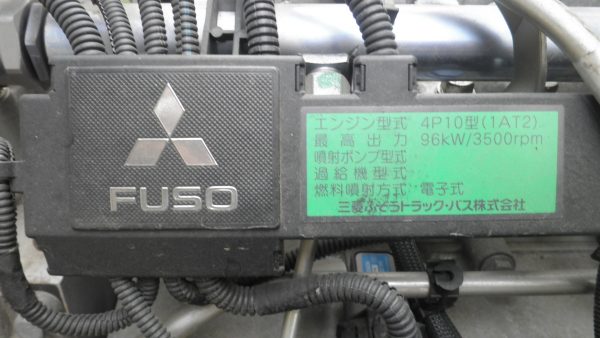 FUSO
エンジン型式 4P10型(1AT2)
最高出力 96kW/3500rpm
噴射ポンプ型式
過給機型式
燃料噴射方式 電子式
三菱ふそうトラック・バス株式会社